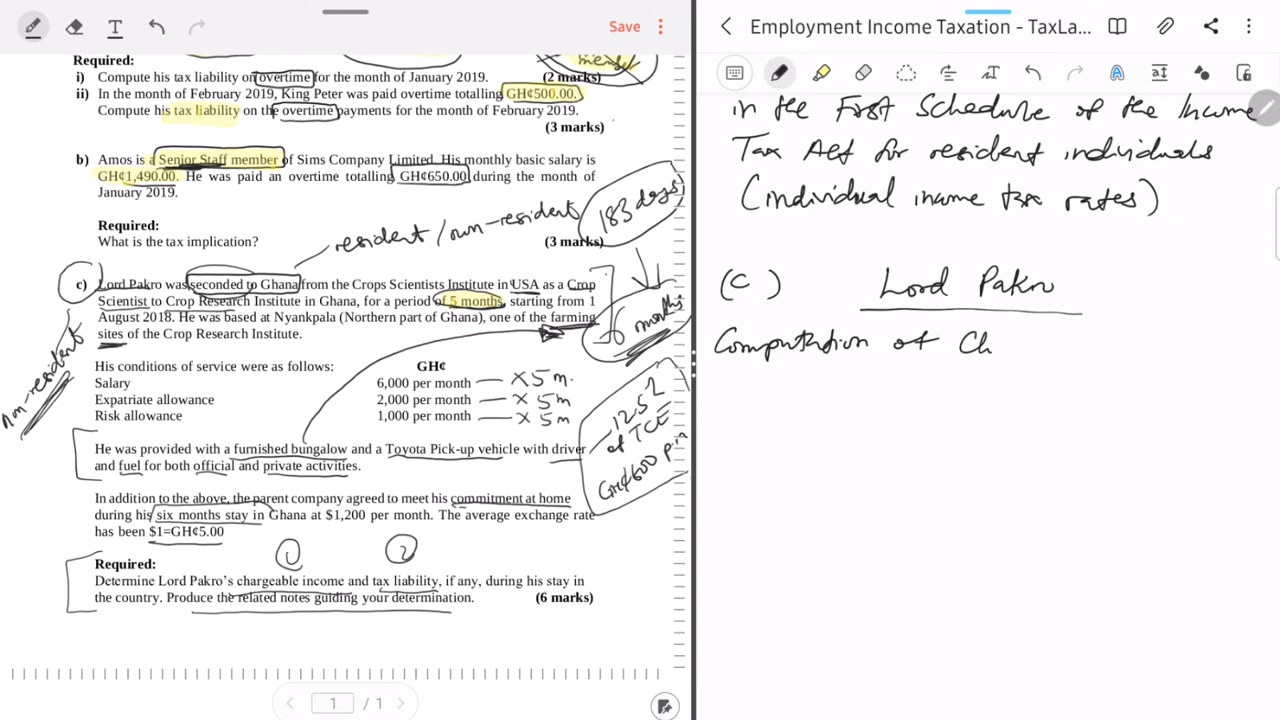 Save
Required:
member
i) Compute his tax liability on overtime for the month of January 2019. (2 marks)
ii) In the month of February 2019, King Peter was paid overtime totalling GH¢500.00.
Compute his tax liability on the overtime payments for the month of February 2019.
(3 marks)
b) Amos is a Senior Staff member of Sims Company Limited. His monthly basic salary is
GH¢1,490.00. He was paid an overtime totalling GH¢650.00 during the month of
January 2019.
183 days
Required:
resident / non-resident
What is the tax implication? (3 marks)
c) Lord Pakro was seconded to Ghana from the Crops Scientists Institute in USA as a Crop
Scientist to Crop Research Institute in Ghana, for a period of 5 months, starting from 1
August 2018. He was based at Nyankpala (Northern part of Ghana), one of the farming
sites of the Crop Research Institute.
6 months
non-resident
His conditions of service were as follows: GH¢
Salary 6,000 per month — x 5 m.
Expatriate allowance 2,000 per month — x 5 m
Risk allowance 1,000 per month — x 5 m
He was provided with a furnished bungalow and a Toyota Pick-up vehicle with driver
and fuel for both official and private activities.
of TCE
GH¢600 p.m
In addition to the above, the parent company agreed to meet his commitment at home
during his six months stay in Ghana at $1,200 per month. The average exchange rate
has been $1=GH¢5.00
1 2
Required:
Determine Lord Pakro's chargeable income and tax liability, if any, during his stay in
the country. Produce the related notes guiding your determination. (6 marks)
1 / 1
Employment Income Taxation - TaxLa...
in the First Schedule of the Income
Tax Act for resident individuals
(individual income tax rates)
(c) Lord Pakro
Computation of Ch